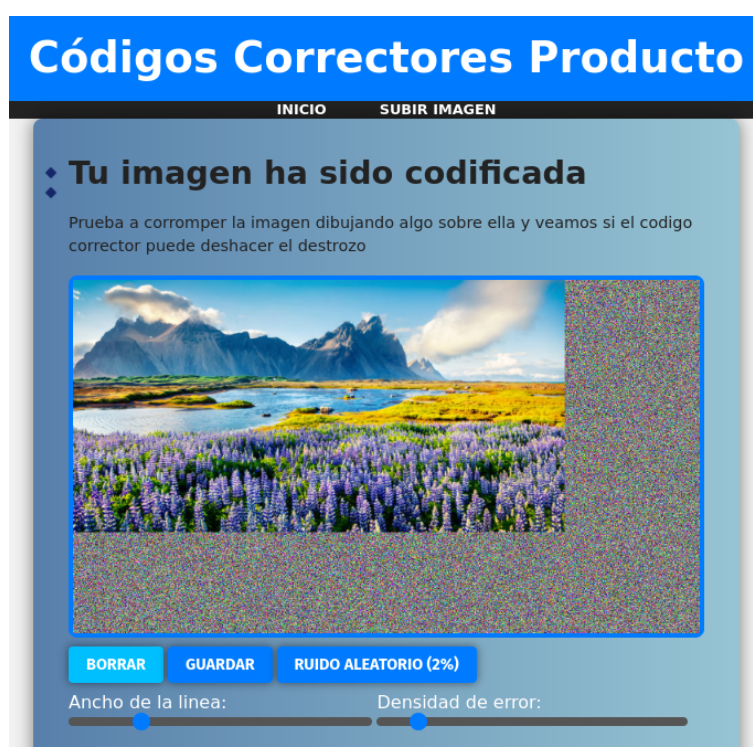 Códigos Correctores Producto
INICIO SUBIR IMAGEN
Tu imagen ha sido codificada
Prueba a corromper la imagen dibujando algo sobre ella y veamos si el codigo
corrector puede deshacer el destrozo
BORRAR GUARDAR RUIDO ALEATORIO (2%)
Ancho de la linea: Densidad de error: